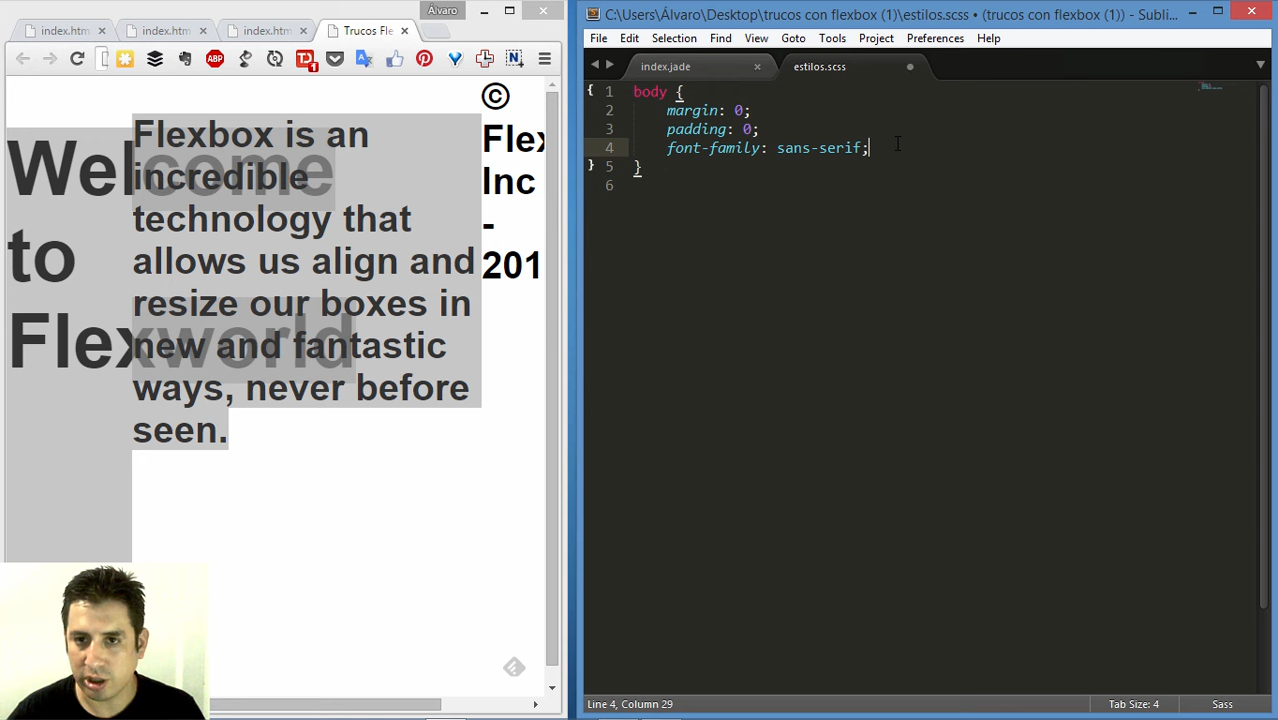 Álvaro
index.htm
index.htm
index.htm
Trucos Fle
ABP
TD
1
N
Welcome
to
Flexworld
Flexbox is an
incredible
technology that
allows us align and
resize our boxes in
new and fantastic
ways, never before
seen.
©
Flex
Inc
-
201
C:\Users\Álvaro\Desktop\trucos con flexbox (1)\estilos.scss • (trucos con flexbox (1)) - Subli...
File Edit Selection Find View Goto Tools Project Preferences Help
index.jade
estilos.scss
1 body {
2 margin: 0;
3 padding: 0;
4 font-family: sans-serif;
5 }
6
Line 4, Column 29
Tab Size: 4
Sass